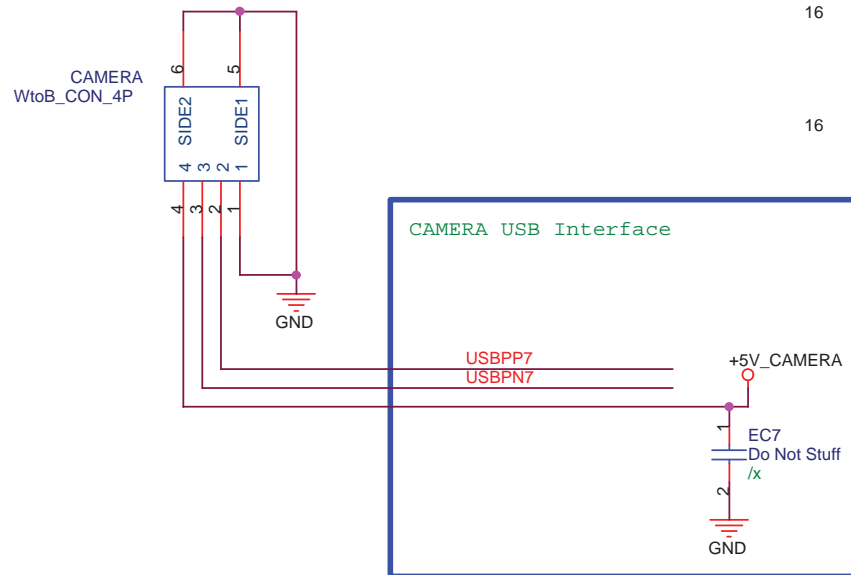 16
CAMERA
WtoB_CON_4P
6
5
SIDE2
SIDE1
16
4
3
2
1
4
3
2
1
CAMERA USB Interface
GND
USBPP7
USBPN7
+5V_CAMERA
1
EC7
Do Not Stuff
/x
2
GND